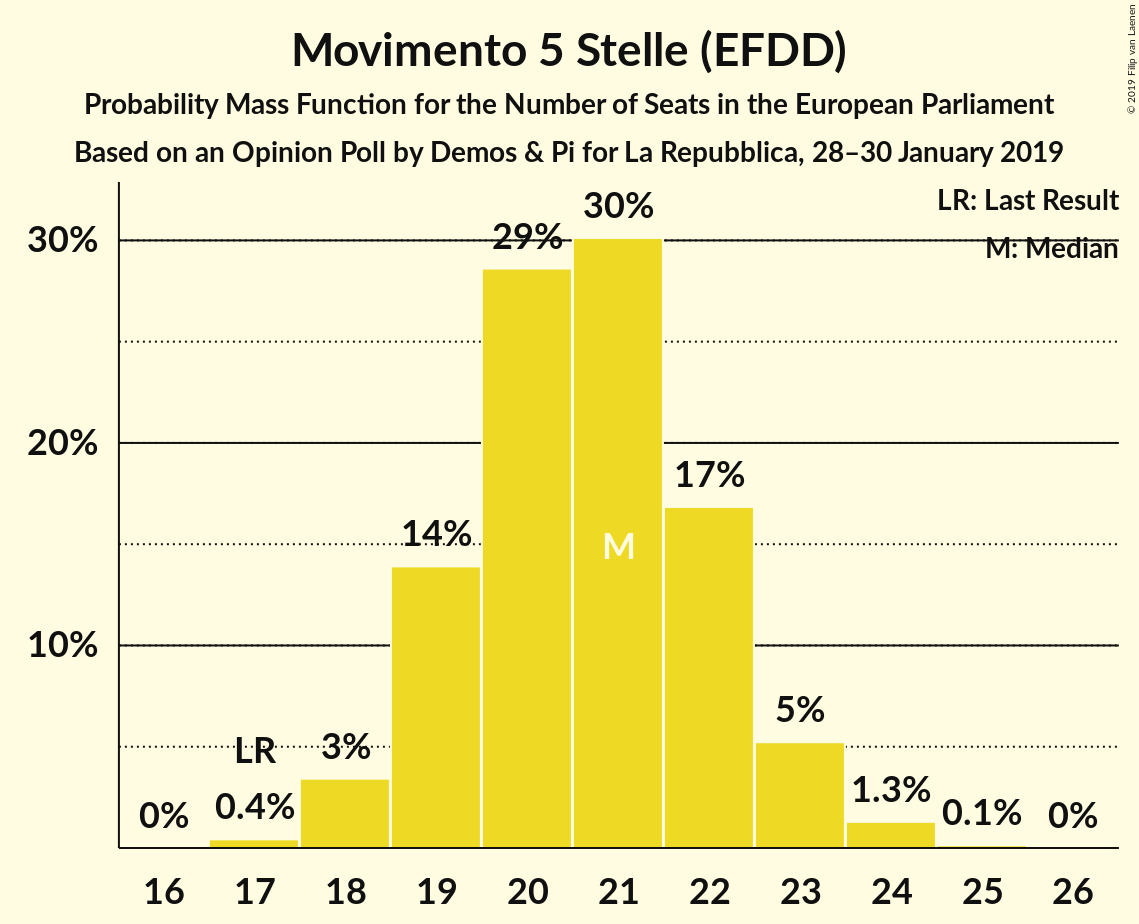 Movimento 5 Stelle (EFDD)
Probability Mass Function for the Number of Seats in the European Parliament
Based on an Opinion Poll by Demos & Pi for La Repubblica, 28–30 January 2019
© 2019 Filip van Laenen
LR: Last Result
M: Median
30%
20%
10%
0%
LR
0.4%
3%
14%
29%
30%
M
17%
5%
1.3%
0.1%
0%
16 17 18 19 20 21 22 23 24 25 26